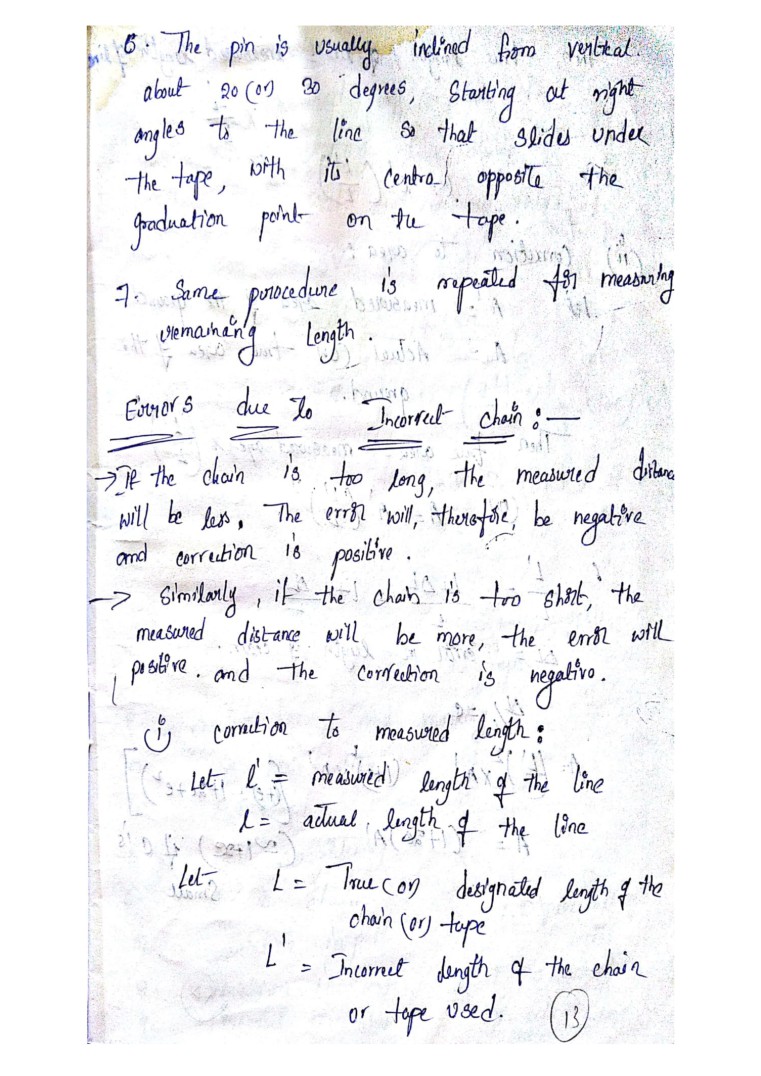 6. The pin is usually inclined from vertical
about 20 (or) 30 degrees, Starting at right
angles to the line so that slides under
the tape, with its central opposite the
graduation point on the tape.
7. Same procedure is repeated for measuring
remaining Length.
Errors due to Incorrect chain :—
→ If the chain is too long, the measured distance
will be less. The error will, therefore, be negative
and correction is positive.
→ Similarly, if the chain is too short, the
measured distance will be more, the error will
positive. and the correction is negative.
(i) correction to measured length :
Let l' = measured length of the line
l = actual length of the line
Let L = True (or) designated length of the
chain (or) tape
L' = Incorrect length of the chain
or tape used.
13